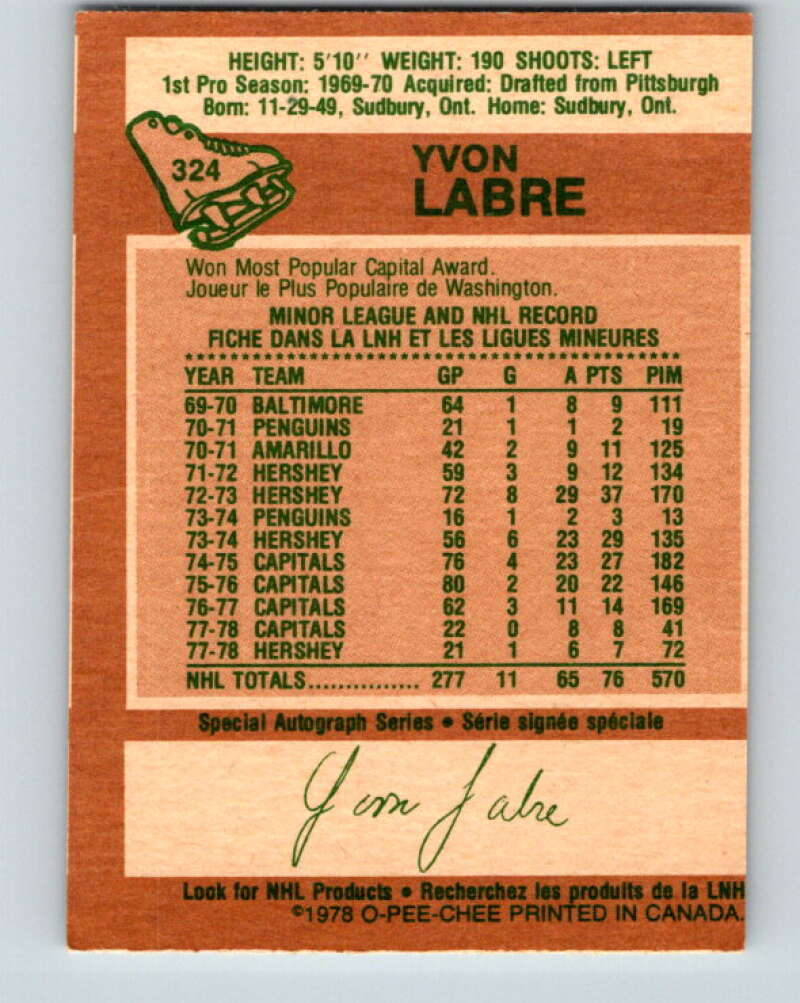 HEIGHT: 5'10'' WEIGHT: 190 SHOOTS: LEFT
1st Pro Season: 1969-70 Acquired: Drafted from Pittsburgh
Born: 11-29-49, Sudbury, Ont. Home: Sudbury, Ont.
324
YVON
LABRE
Won Most Popular Capital Award.
Joueur le Plus Populaire de Washington.
MINOR LEAGUE AND NHL RECORD
FICHE DANS LA LNH ET LES LIGUES MINEURES
YEAR TEAM GP G A PTS PIM
69-70 BALTIMORE 64 1 8 9 111
70-71 PENGUINS 21 1 1 2 19
70-71 AMARILLO 42 2 9 11 125
71-72 HERSHEY 59 3 9 12 134
72-73 HERSHEY 72 8 29 37 170
73-74 PENGUINS 16 1 2 3 13
73-74 HERSHEY 56 6 23 29 135
74-75 CAPITALS 76 4 23 27 182
75-76 CAPITALS 80 2 20 22 146
76-77 CAPITALS 62 3 11 14 169
77-78 CAPITALS 22 0 8 8 41
77-78 HERSHEY 21 1 6 7 72
NHL TOTALS............... 277 11 65 76 570
Special Autograph Series • Série signée spéciale
Yvon Labre
Look for NHL Products • Recherchez les produits de la LNH
©1978 O-PEE-CHEE PRINTED IN CANADA.